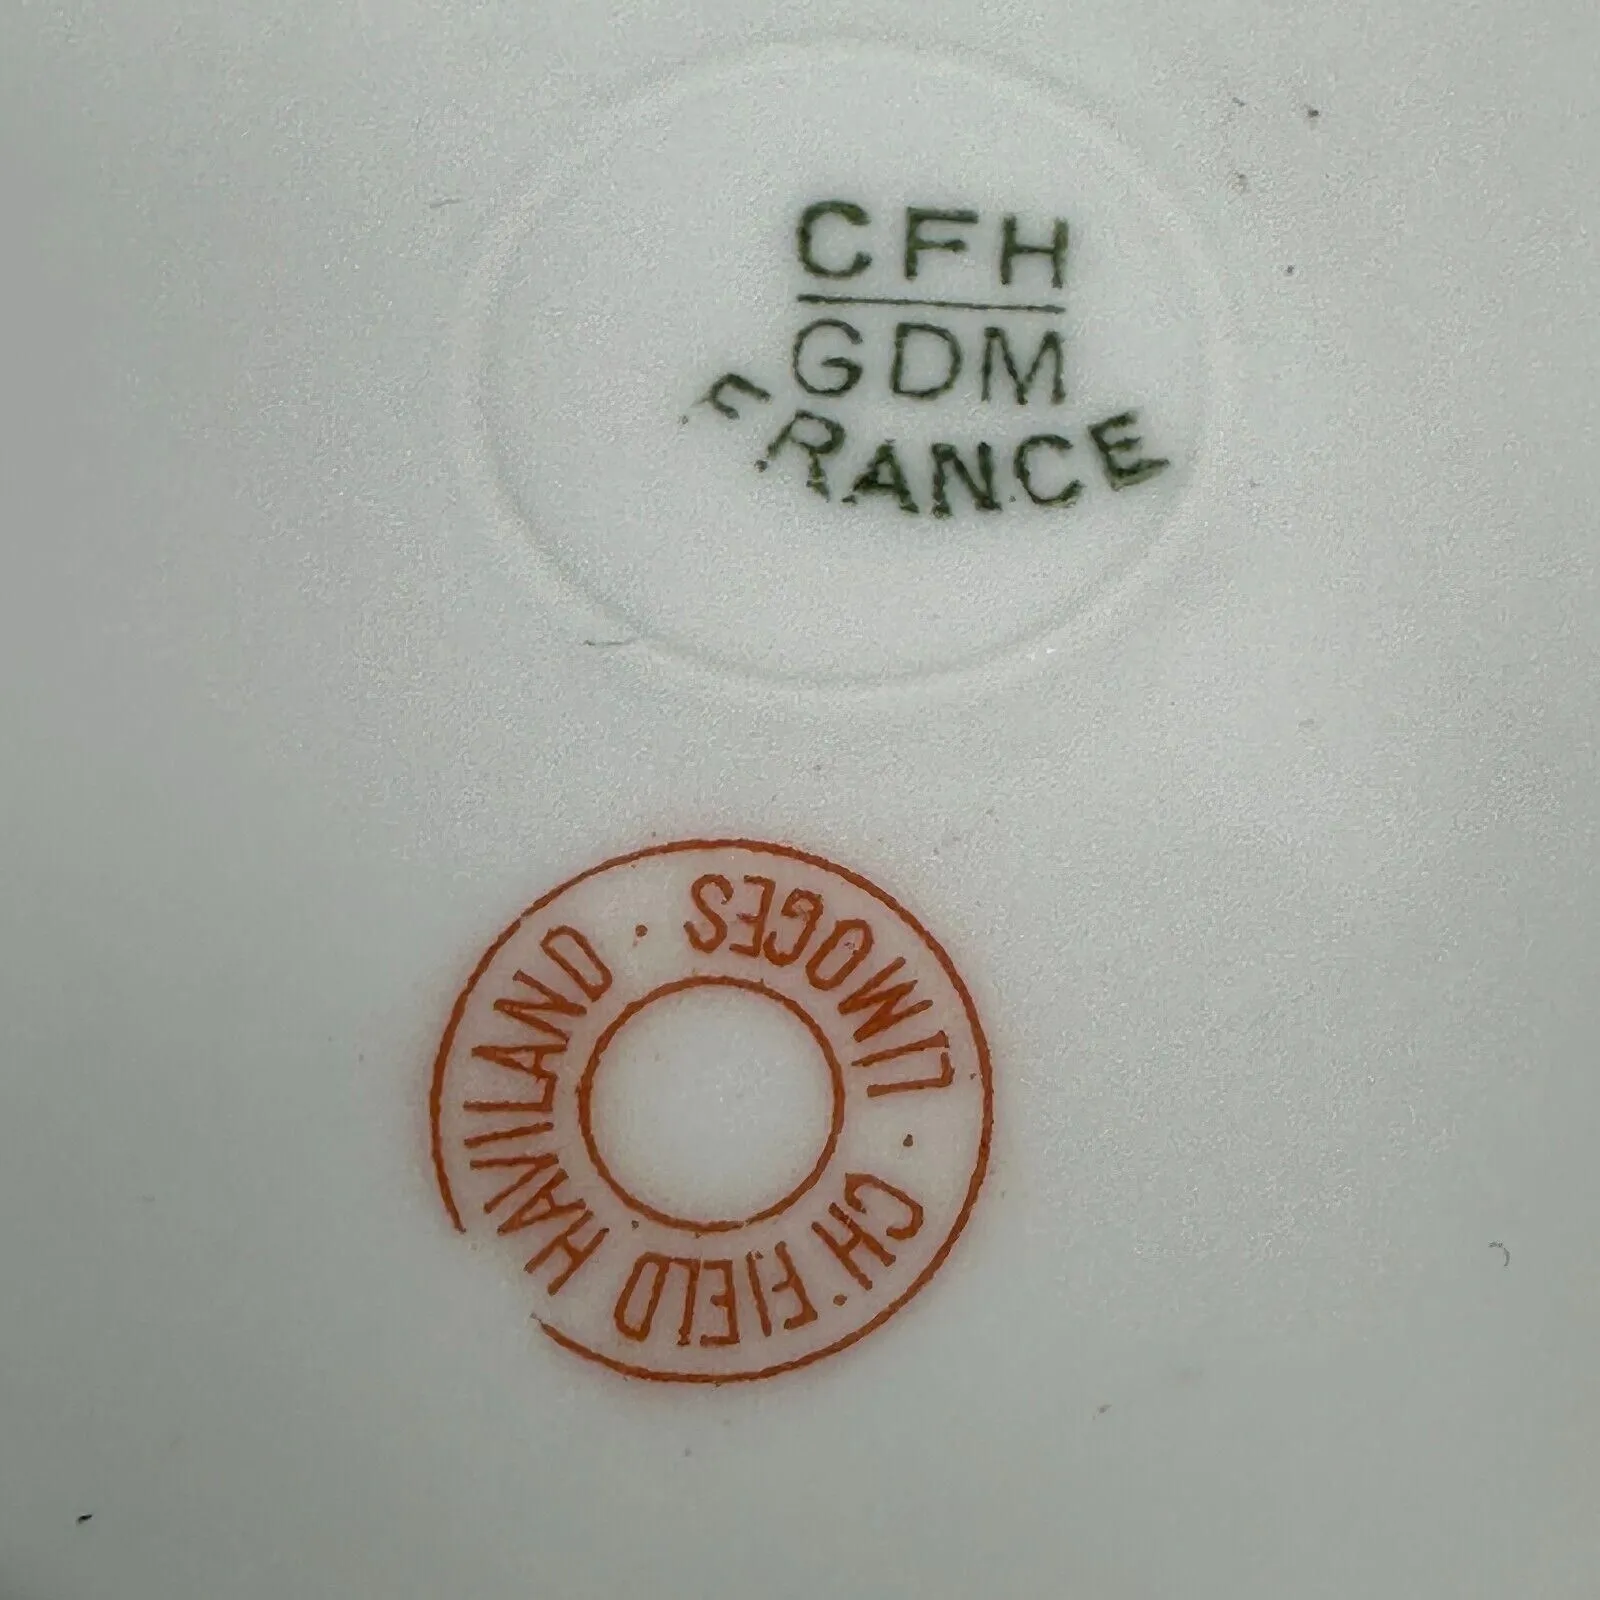 CFH
GDM
FRANCE
CH. FIELD HAVILAND · LIMOGES ·